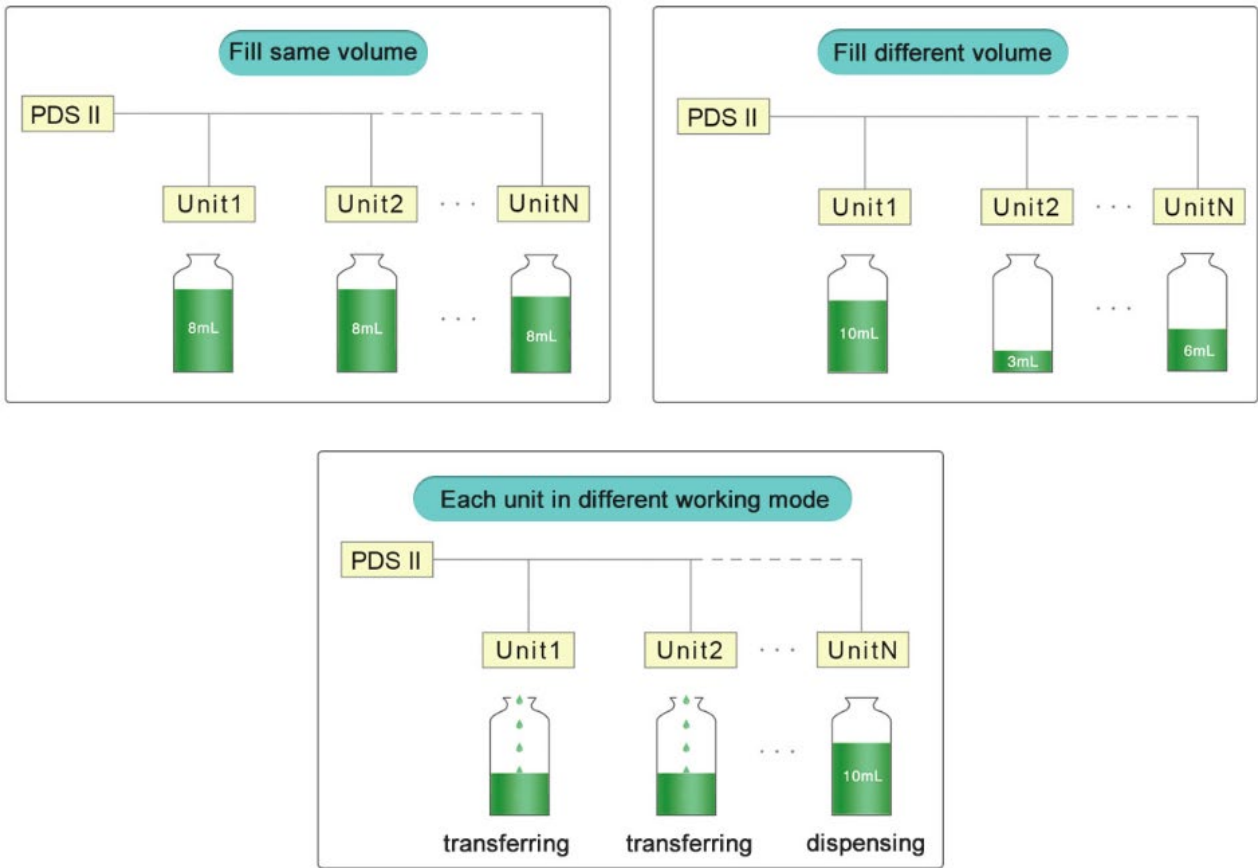 Fill same volume
PDS II
Unit1 Unit2 · · · UnitN
8mL 8mL · · · 8mL
Fill different volume
PDS II
Unit1 Unit2 · · · UnitN
10mL 3mL · · · 6mL
Each unit in different working mode
PDS II
Unit1 Unit2 · · · UnitN
· · · 10mL
transferring transferring dispensing